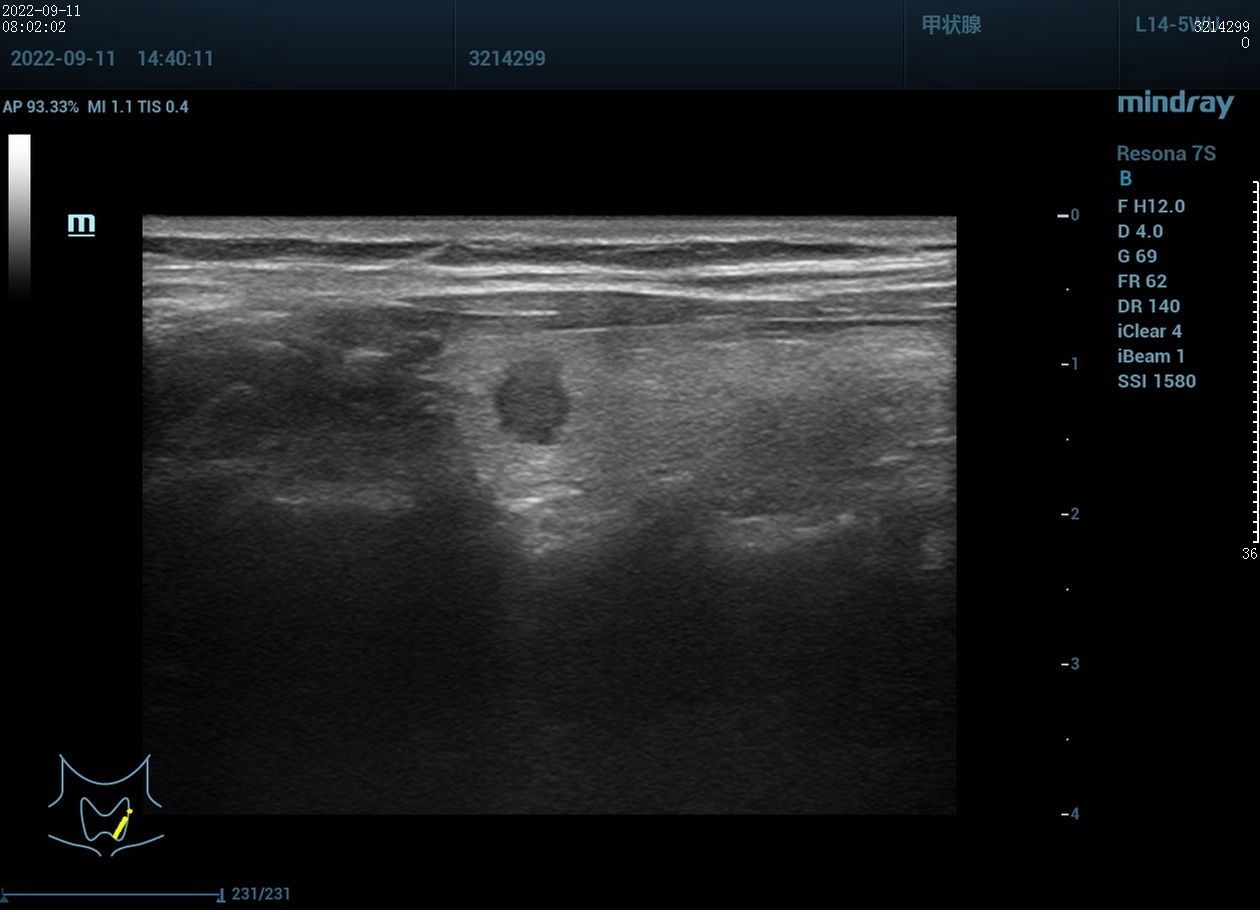 2022-09-11
08:02:02
2022-09-11 14:40:11
3214299
甲状腺
3214299
0
AP 93.33% MI 1.1 TIS 0.4
mindray
Resona 7S
B
F H12.0
D 4.0
G 69
FR 62
DR 140
iClear 4
iBeam 1
SSI 1580
m
0
1
2
3
4
36
231/231